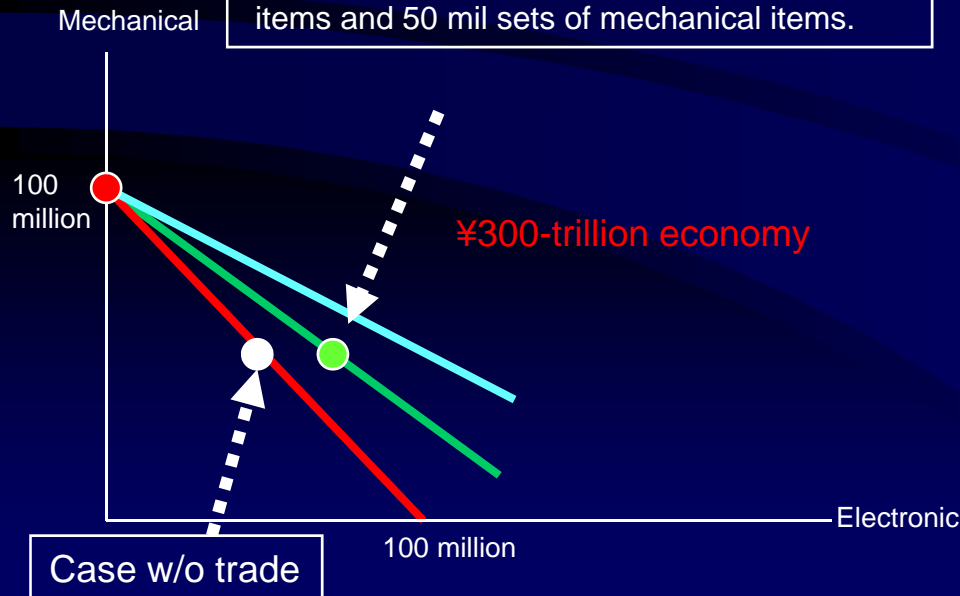 items and 50 mil sets of mechanical items.
Mechanical
100
million
¥300-trillion economy
Electronic
100 million
Case w/o trade